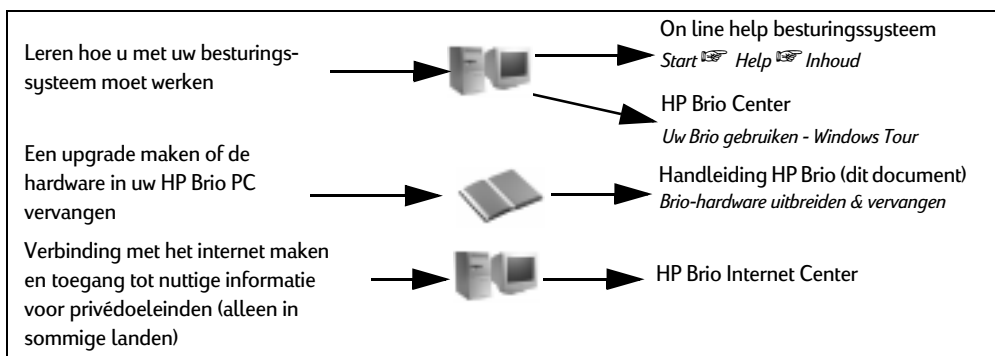 Leren hoe u met uw besturings-
systeem moet werken
On line help besturingssysteem
Start ☞ Help ☞ Inhoud
HP Brio Center
Uw Brio gebruiken - Windows Tour
Een upgrade maken of de
hardware in uw HP Brio PC
vervangen
Handleiding HP Brio (dit document)
Brio-hardware uitbreiden & vervangen
Verbinding met het internet maken
en toegang tot nuttige informatie
voor privédoeleinden (alleen in
sommige landen)
HP Brio Internet Center